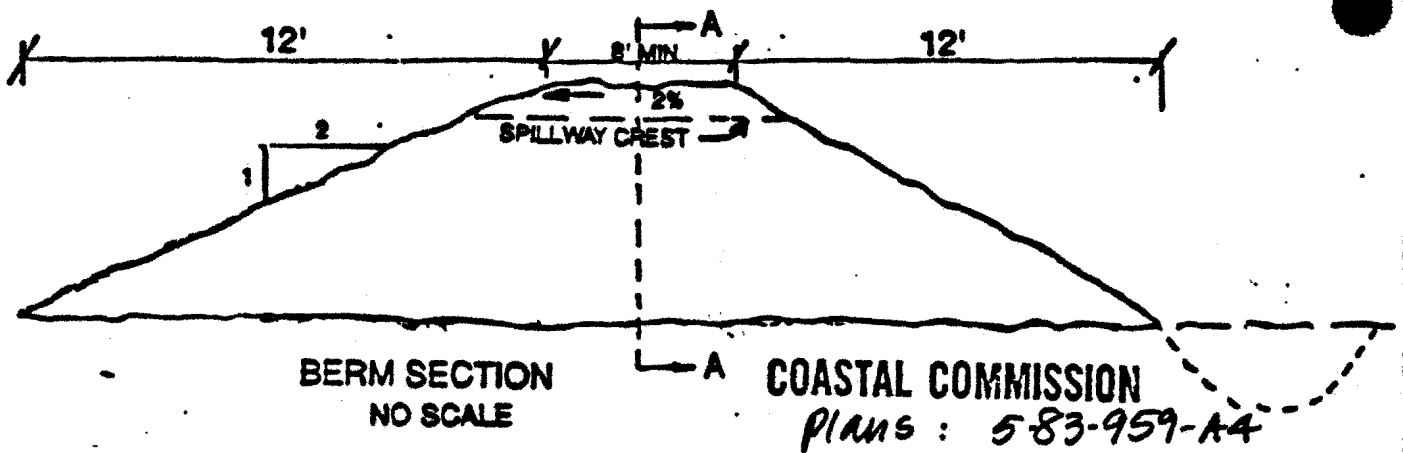 A
12' 8' MIN 12'
2%
SPILLWAY CREST
2
1
A
BERM SECTION
NO SCALE
COASTAL COMMISSION
Plans : 5-83-959-A4